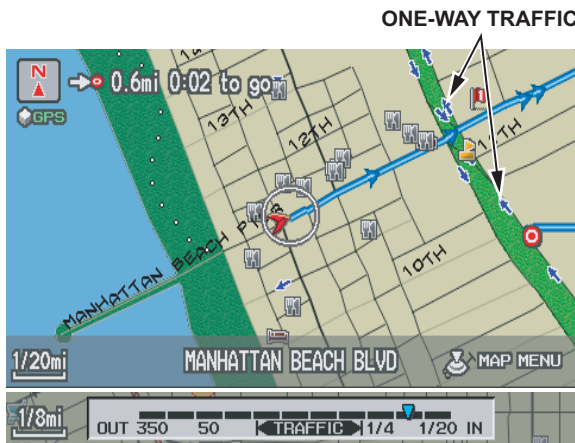 ONE-WAY TRAFFIC
N
0.6mi 0:02 to go
GPS
13TH
12TH
11TH
MANHATTAN BEACH PIER
10TH
1/20mi
MANHATTAN BEACH BLVD
MAP MENU
1/8mi
OUT 350 50 TRAFFIC 1/4 1/20 IN